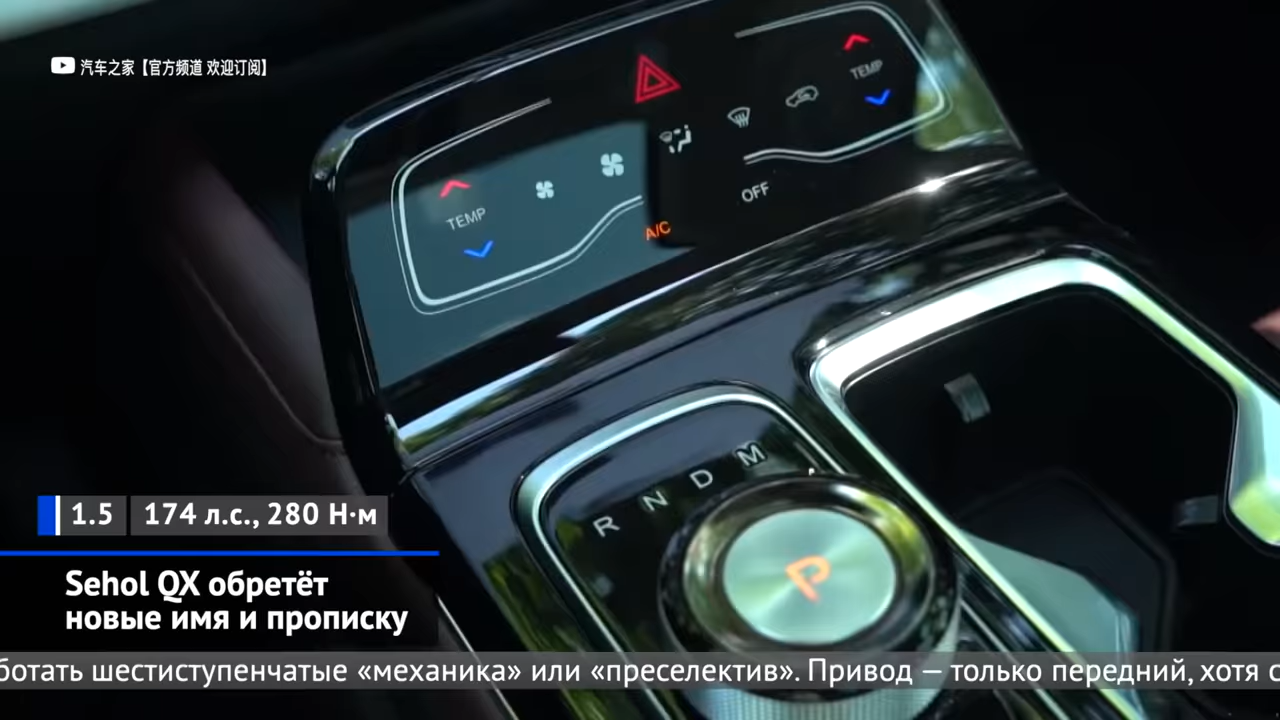 汽车之家【官方频道 欢迎订阅】
TEMP
TEMP
OFF
A/C
R N D M
P
1.5 174 л.с., 280 Н·м
Sehol QX обретёт
новые имя и прописку
ботать шестиступенчатые «механика» или «преселектив». Привод — только передний, хотя с